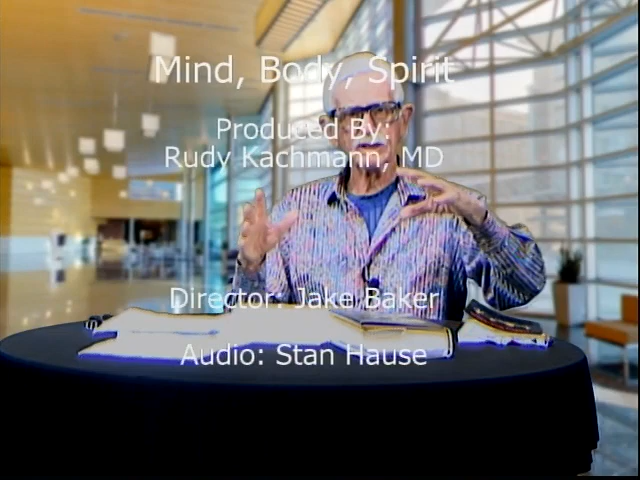 Mind, Body, Spirit
Produced By:
Rudy Kachmann, MD
Director: Jake Baker
Audio: Stan Hause